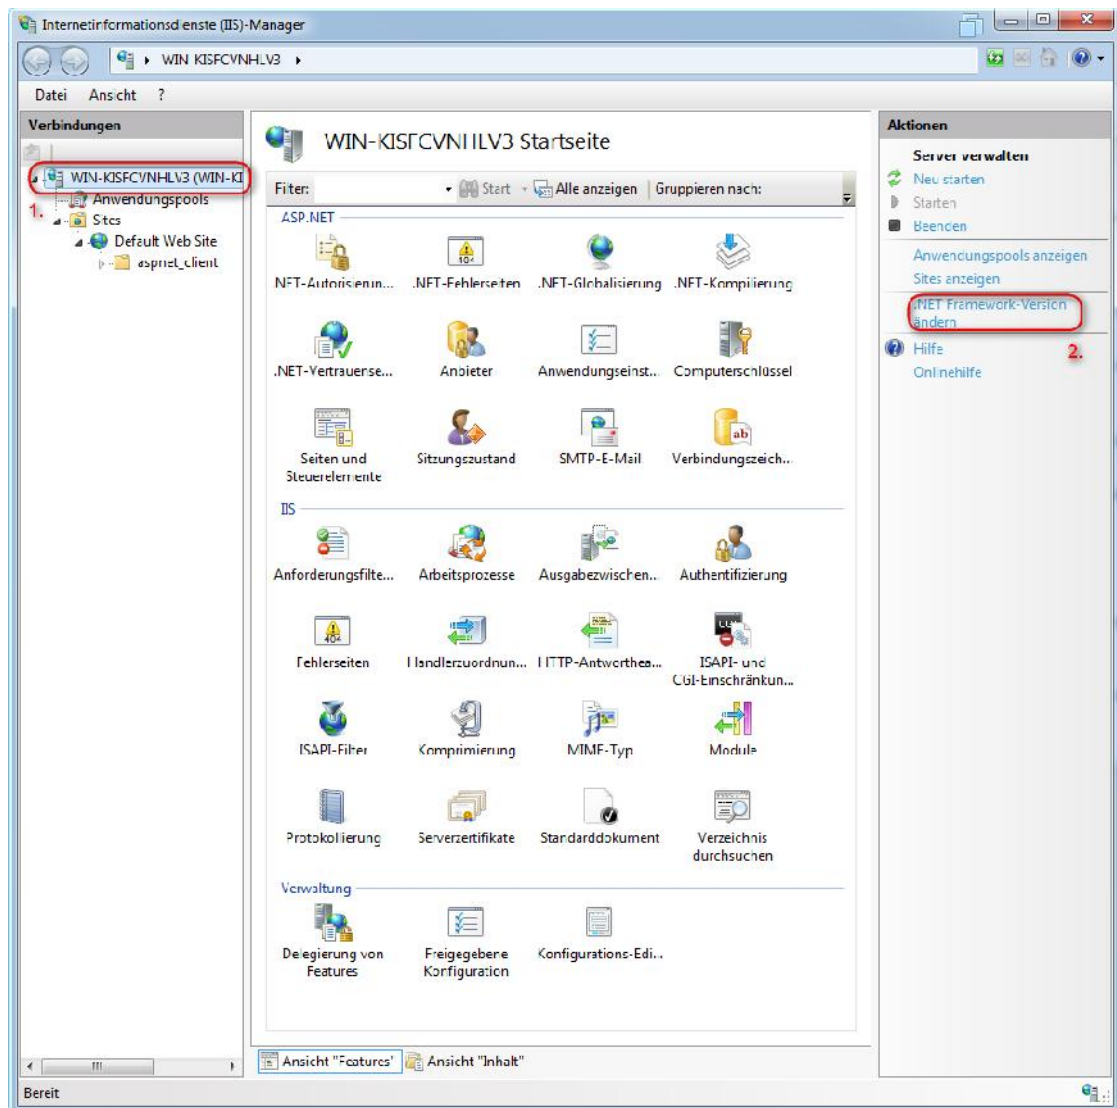 Internetinformationsdienste (IIS)-Manager
WIN-KISFCVNHLV3
Datei Ansicht ?
Verbindungen
WIN-KISFCVNHLV3 (WIN-KI
1.
Anwendungspools
Sites
Default Web Site
aspnet_client
WIN-KISFCVNHLV3 Startseite
Filter: Start Alle anzeigen Gruppieren nach:
ASP.NET
.NET-Autorisierun... .NET-Fehlerseiten .NET-Globalisierung .NET-Kompilierung
.NET-Vertrauense... Anbieter Anwendungseinst... Computerschlüssel
Seiten und Steuerelemente Sitzungszustand SMTP-E-Mail Verbindungszeich...
IIS
Anforderungsfilte... Arbeitsprozesse Ausgabezwischen... Authentifizierung
Fehlerseiten Handlerzuordnun... HTTP-Antworthea... ISAPI- und CGI-Einschränkun...
ISAPI-Filter Komprimierung MIME-Typ Module
Protokollierung Serverzertifikate Standarddokument Verzeichnis durchsuchen
Verwaltung
Delegierung von Features Freigegebene Konfiguration Konfigurations-Edi...
Ansicht "Features" Ansicht "Inhalt"
Aktionen
Server verwalten
Neu starten
Starten
Beenden
Anwendungspools anzeigen
Sites anzeigen
.NET Framework-Version
ändern
Hilfe
2.
Onlinehilfe
Bereit